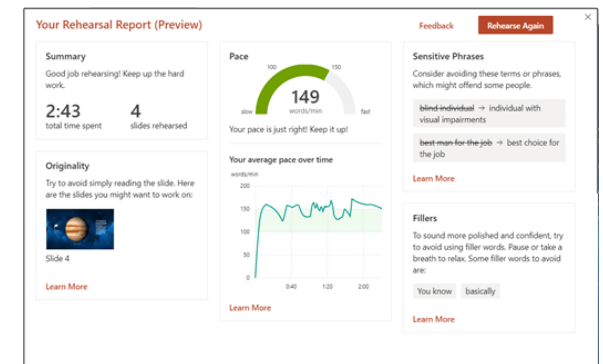 Your Rehearsal Report (Preview)
Feedback
Rehearse Again
Summary
Good job rehearsing! Keep up the hard
work.
2:43
total time spent
4
slides rehearsed
Originality
Try to avoid simply reading the slide. Here
are the slides you might want to work on:
Slide 4
Learn More
Pace
100
150
149
words/min
slow
fast
Your pace is just right! Keep it up!
Your average pace over time
words/min
200
150
100
50
0
0:40
1:20
2:00
Learn More
Sensitive Phrases
Consider avoiding these terms or phrases,
which might offend some people.
blind individual → individual with
visual impairments
best man for the job → best choice for
the job
Learn More
Fillers
To sound more polished and confident, try
to avoid using filler words. Pause or take a
breath to relax. Some filler words to avoid
are:
You know
basically
Learn More